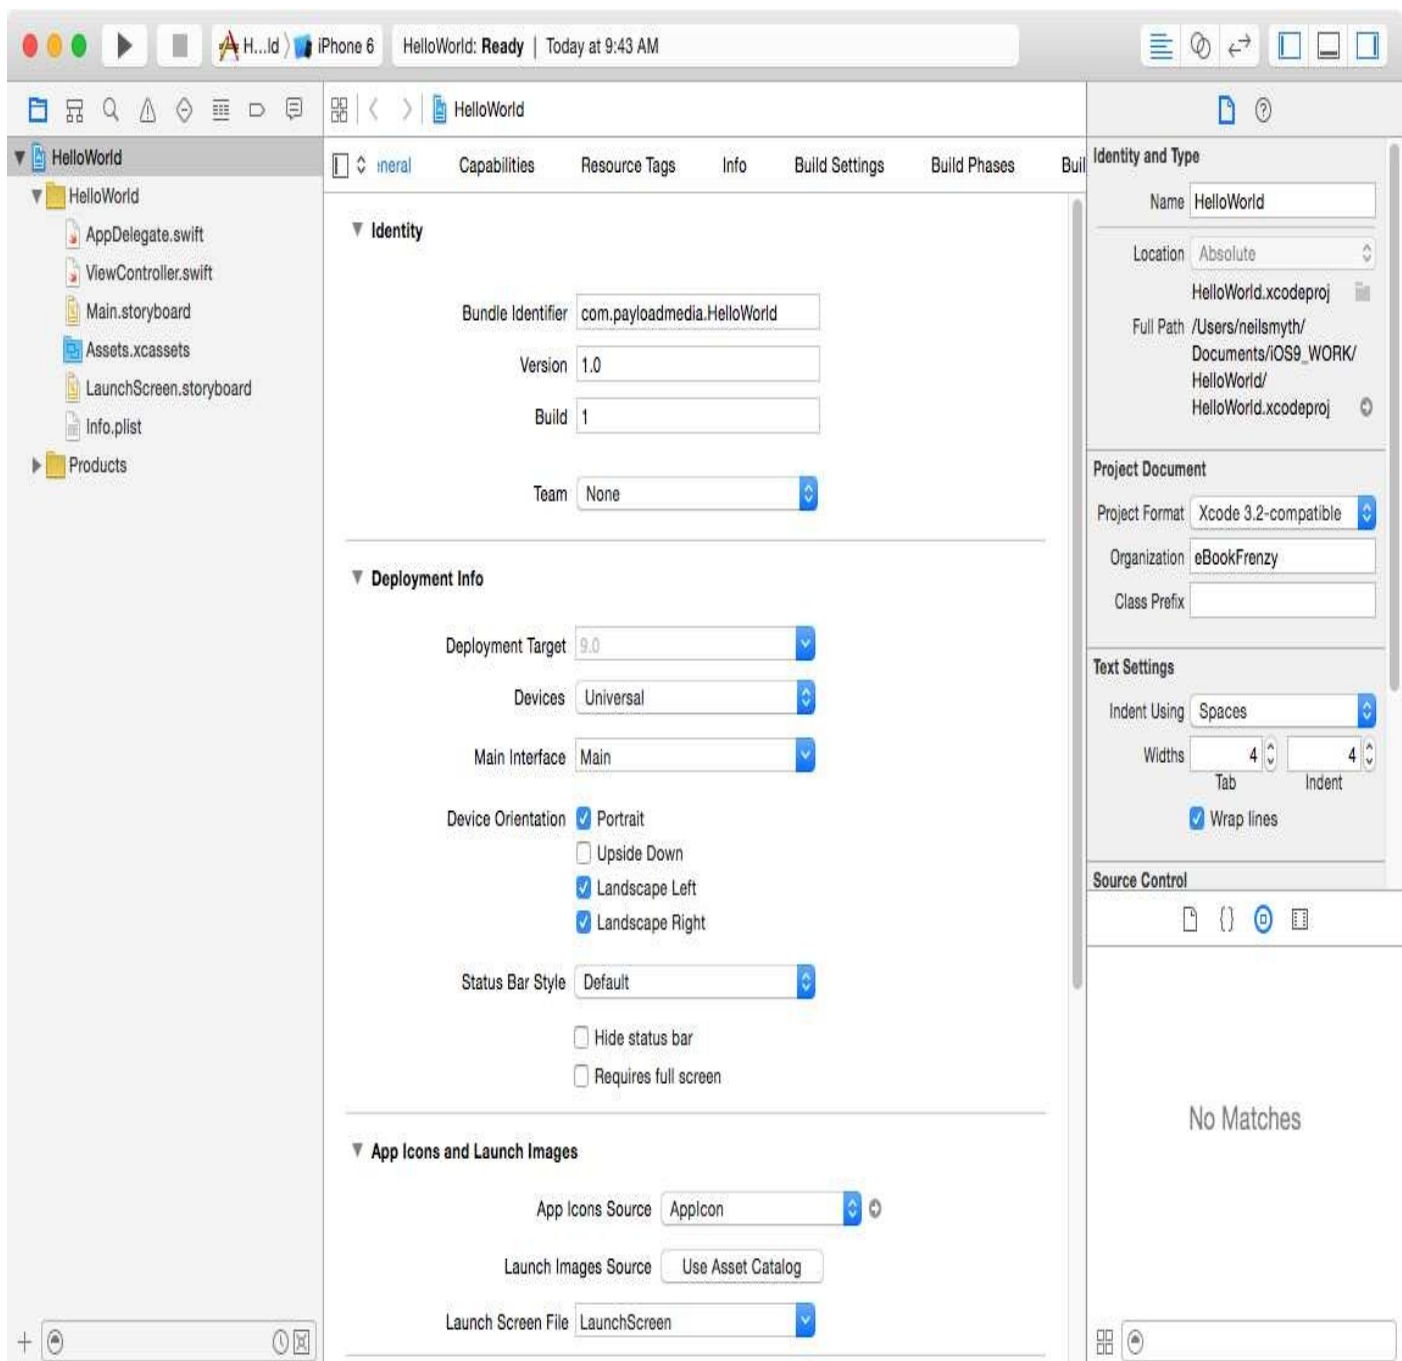 H...ld iPhone 6 HelloWorld: Ready | Today at 9:43 AM
HelloWorld
HelloWorld
AppDelegate.swift
ViewController.swift
Main.storyboard
Assets.xcassets
LaunchScreen.storyboard
Info.plist
Products
HelloWorld
eneral Capabilities Resource Tags Info Build Settings Build Phases Buil
Identity
Bundle Identifier com.payloadmedia.HelloWorld
Version 1.0
Build 1
Team None
Deployment Info
Deployment Target 9.0
Devices Universal
Main Interface Main
Device Orientation Portrait
Upside Down
Landscape Left
Landscape Right
Status Bar Style Default
Hide status bar
Requires full screen
App Icons and Launch Images
App Icons Source AppIcon
Launch Images Source Use Asset Catalog
Launch Screen File LaunchScreen
Identity and Type
Name HelloWorld
Location Absolute
HelloWorld.xcodeproj
Full Path /Users/neilsmyth/
Documents/iOS9_WORK/
HelloWorld/
HelloWorld.xcodeproj
Project Document
Project Format Xcode 3.2-compatible
Organization eBookFrenzy
Class Prefix
Text Settings
Indent Using Spaces
Widths 4 4
Tab Indent
Wrap lines
Source Control
No Matches